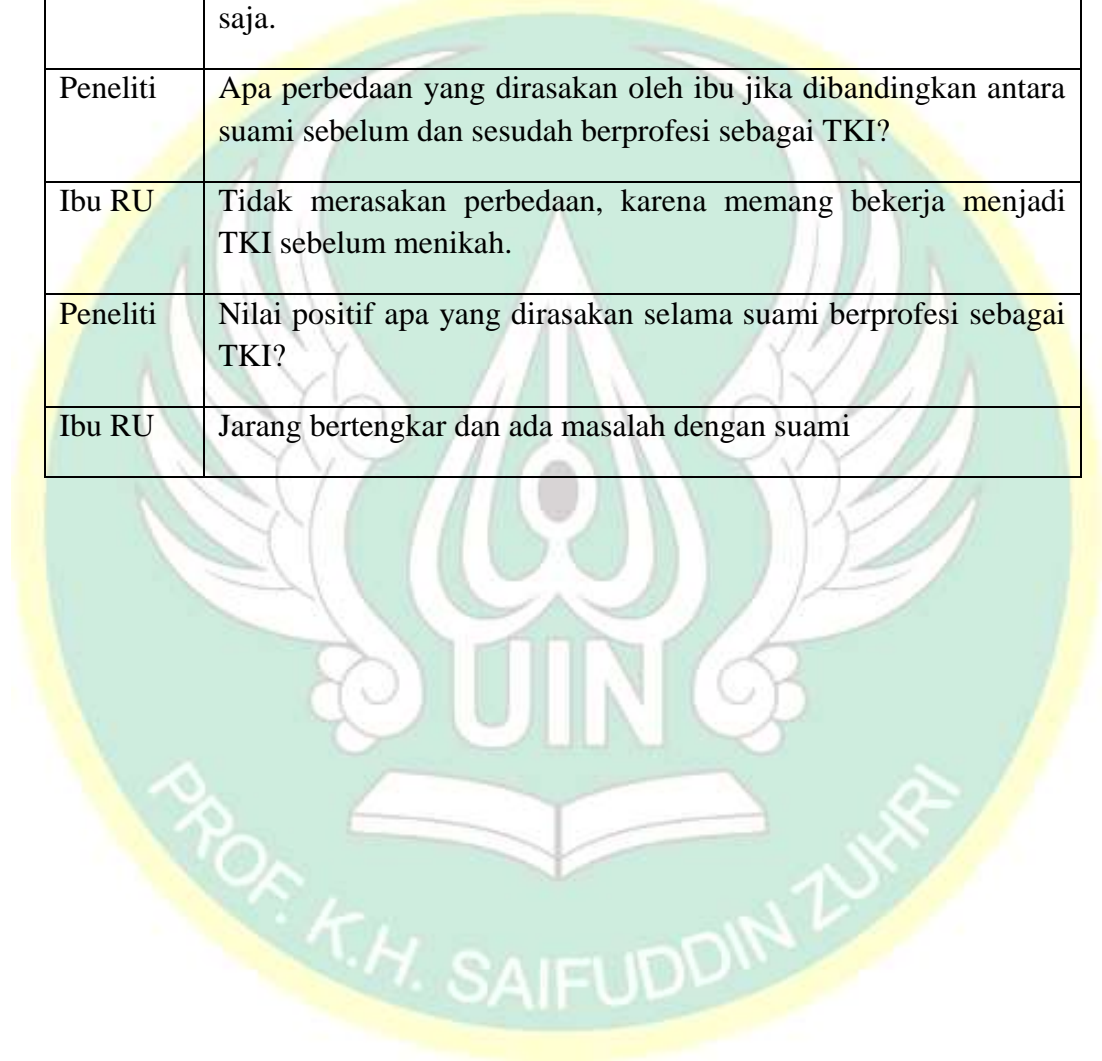 saja.
Peneliti
Apa perbedaan yang dirasakan oleh ibu jika dibandingkan antara
suami sebelum dan sesudah berprofesi sebagai TKI?
Ibu RU
Tidak merasakan perbedaan, karena memang bekerja menjadi
TKI sebelum menikah.
Peneliti
Nilai positif apa yang dirasakan selama suami berprofesi sebagai
TKI?
Ibu RU
Jarang bertengkar dan ada masalah dengan suami
UIN
PROF. K.H. SAIFUDDIN ZUHRI